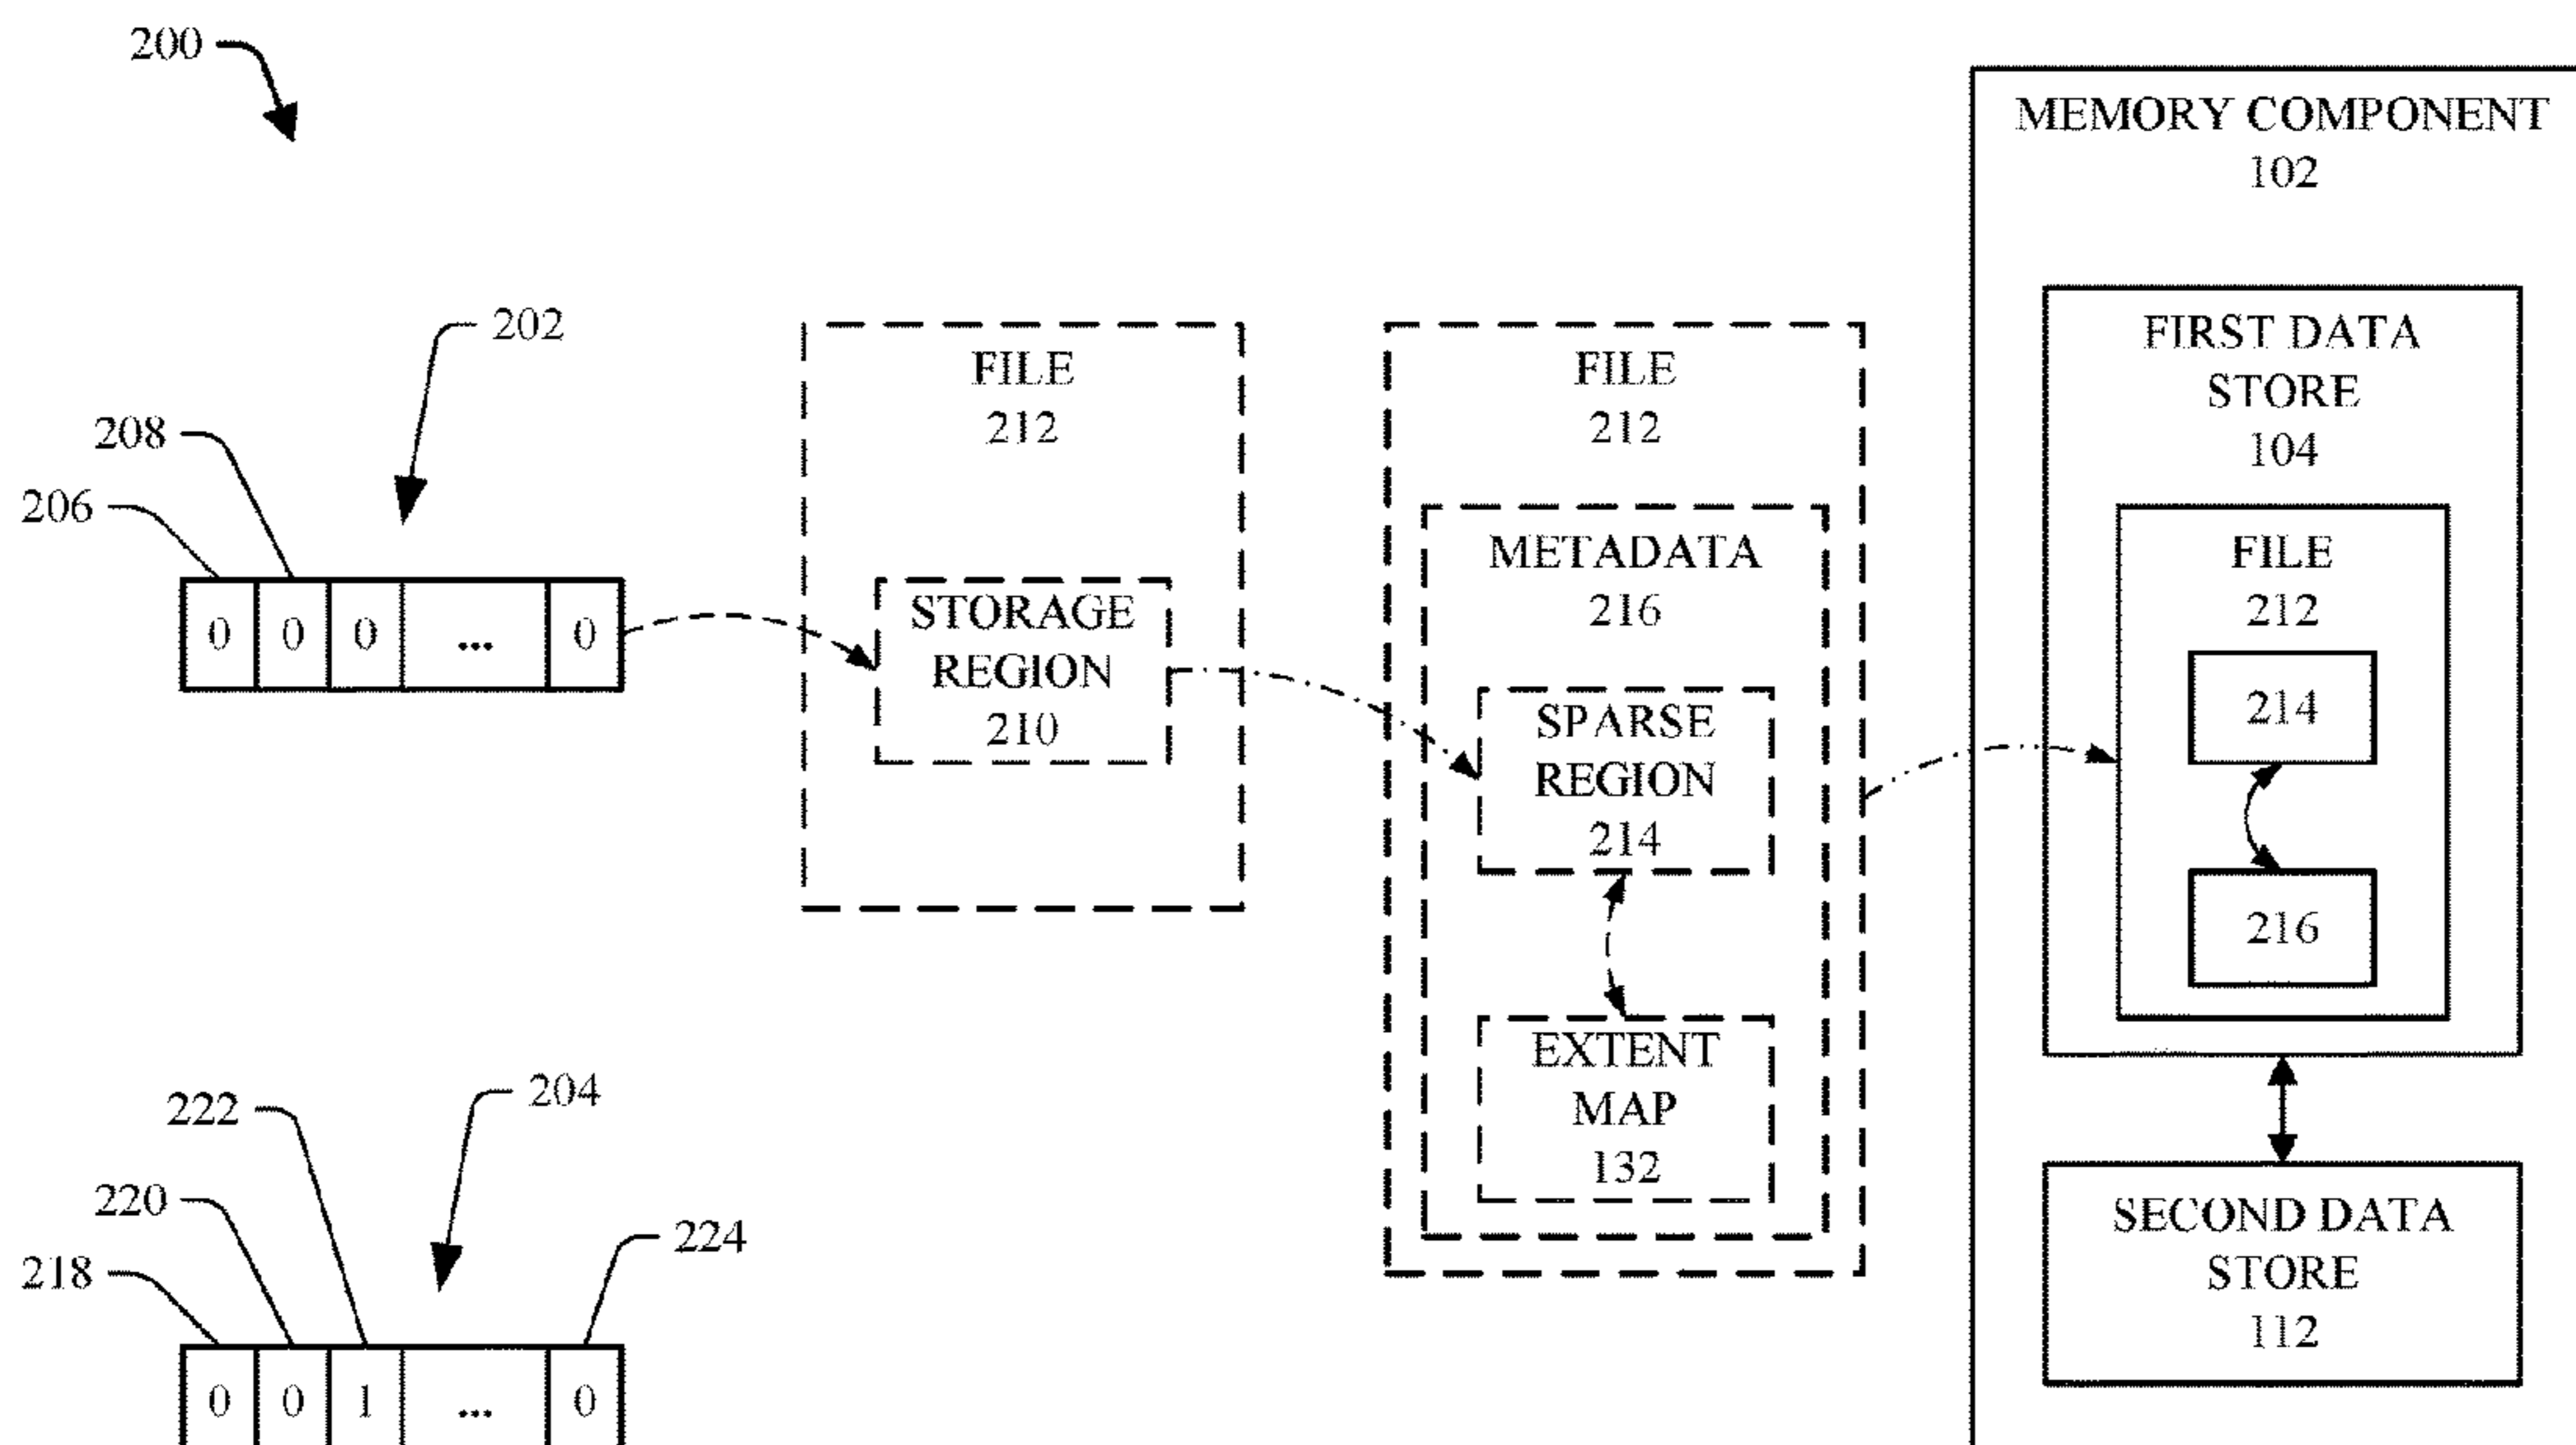 200
202
208
206
0 0 0 ... 0
FILE
212
STORAGE
REGION
210
FILE
212
METADATA
216
SPARSE
REGION
214
EXTENT
MAP
132
MEMORY COMPONENT
102
FIRST DATA
STORE
104
FILE
212
214
216
SECOND DATA
STORE
112
204
222
220
218
224
0 0 1 ... 0